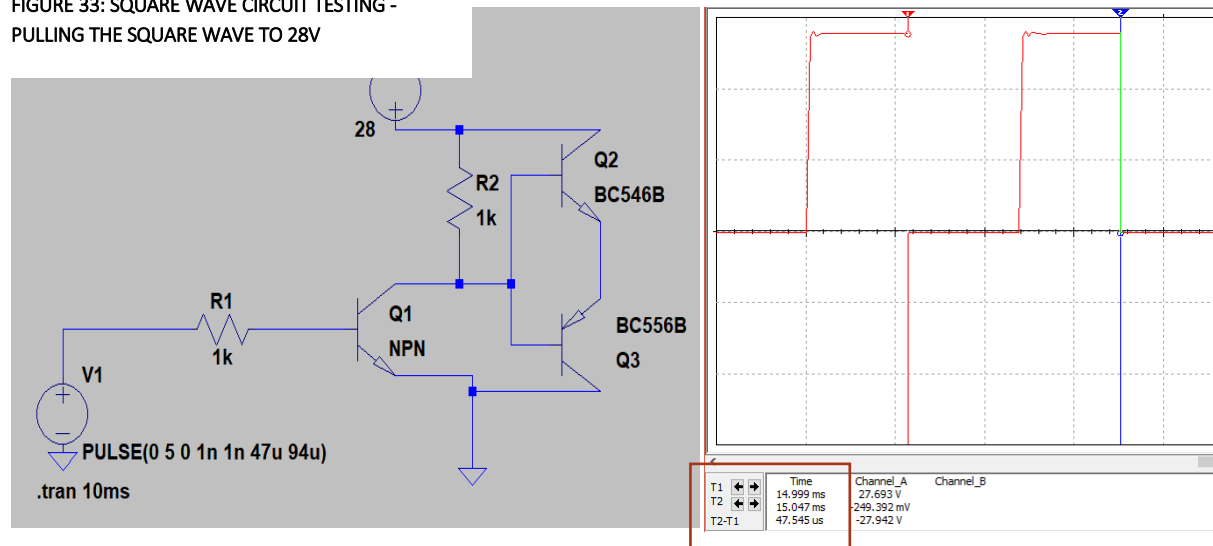 FIGURE 33: SQUARE WAVE CIRCUIT TESTING -
PULLING THE SQUARE WAVE TO 28V
28
Q2
R2
BC546B
1k
R1
Q1
BC556B
1k
NPN
Q3
V1
PULSE(0 5 0 1n 1n 47u 94u)
.tran 10ms
1
2
Time Channel_A Channel_B
T1 14.999 ms 27.693 V
T2 15.047 ms -249.392 mV
T2-T1 47.545 us -27.942 V